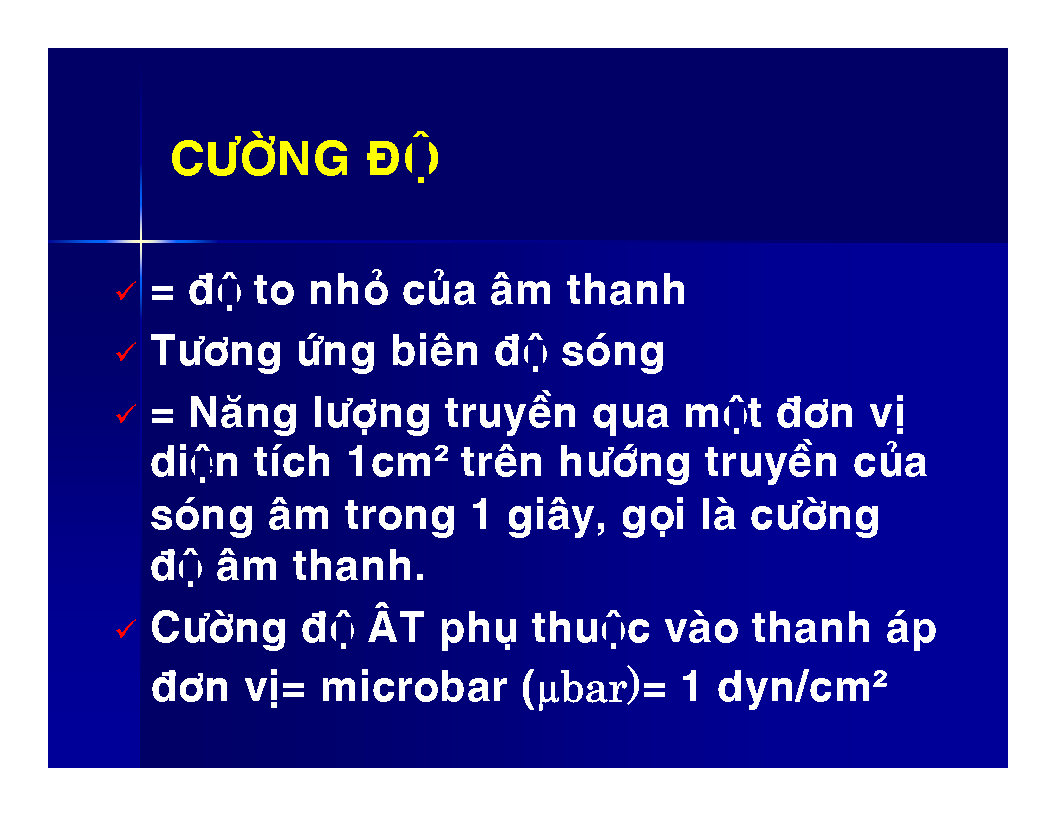 CƯỜNG ĐỘ
= độ to nhỏ của âm thanh
Tương ứng biên độ sóng
= Năng lượng truyền qua một đơn vị
diện tích 1cm² trên hướng truyền của
sóng âm trong 1 giây, gọi là cường
độ âm thanh.
Cường độ ÂT phụ thuộc vào thanh áp
đơn vị= microbar (µbar)= 1 dyn/cm²